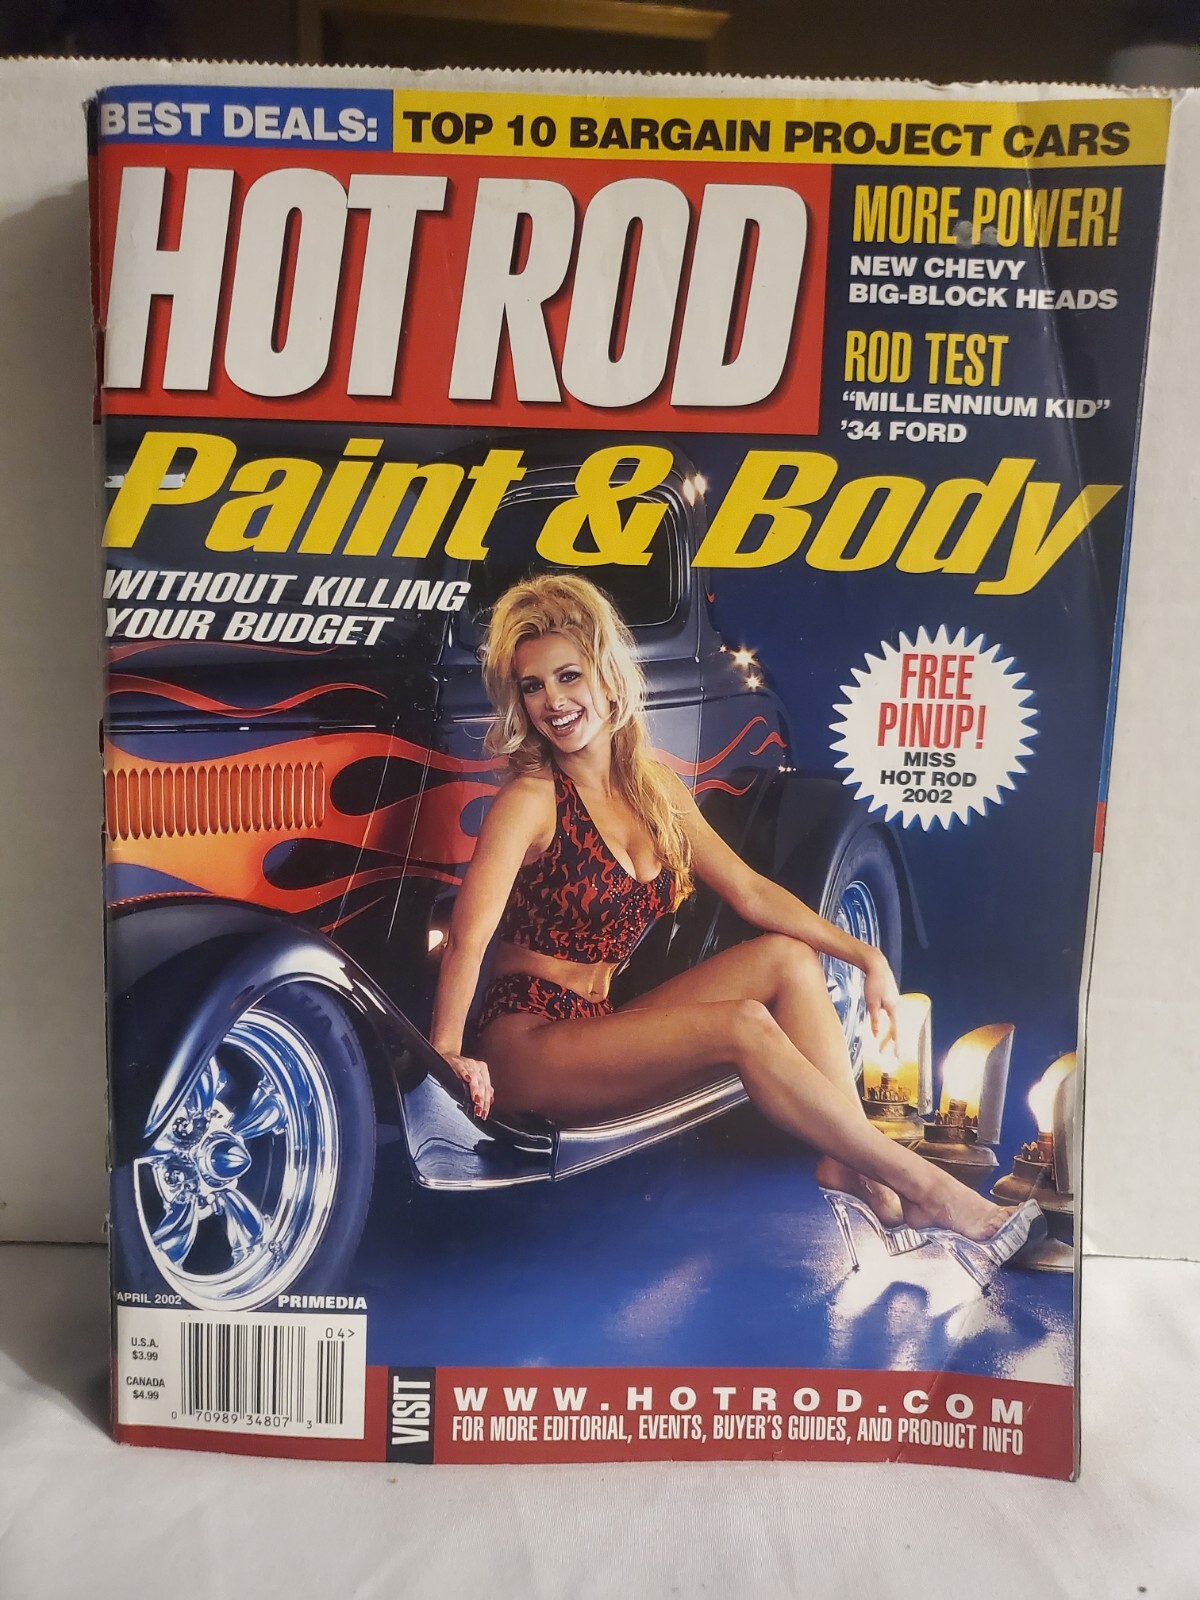 BEST DEALS: TOP 10 BARGAIN PROJECT CARS
HOT ROD
MORE POWER!
NEW CHEVY
BIG-BLOCK HEADS
ROD TEST
“MILLENNIUM KID”
’34 FORD
Paint & Body
WITHOUT KILLING
YOUR BUDGET
FREE
PINUP!
MISS
HOT ROD
2002
APRIL 2002
PRIMEDIA
U.S.A.
$3.99
CANADA
$4.99
04>
0 70989 34807 3
VISIT
WWW.HOTROD.COM
FOR MORE EDITORIAL, EVENTS, BUYER'S GUIDES, AND PRODUCT INFO